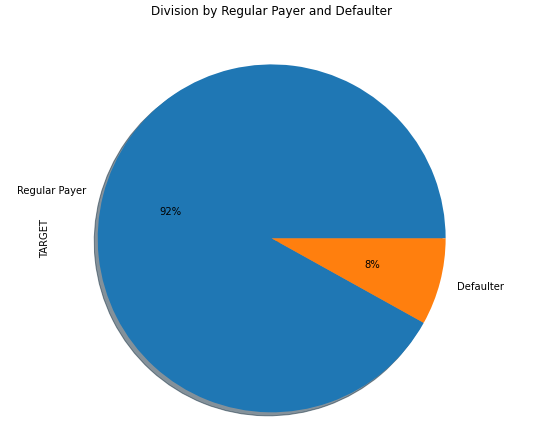 Division by Regular Payer and Defaulter
Regular Payer
92%
TARGET
8%
Defaulter